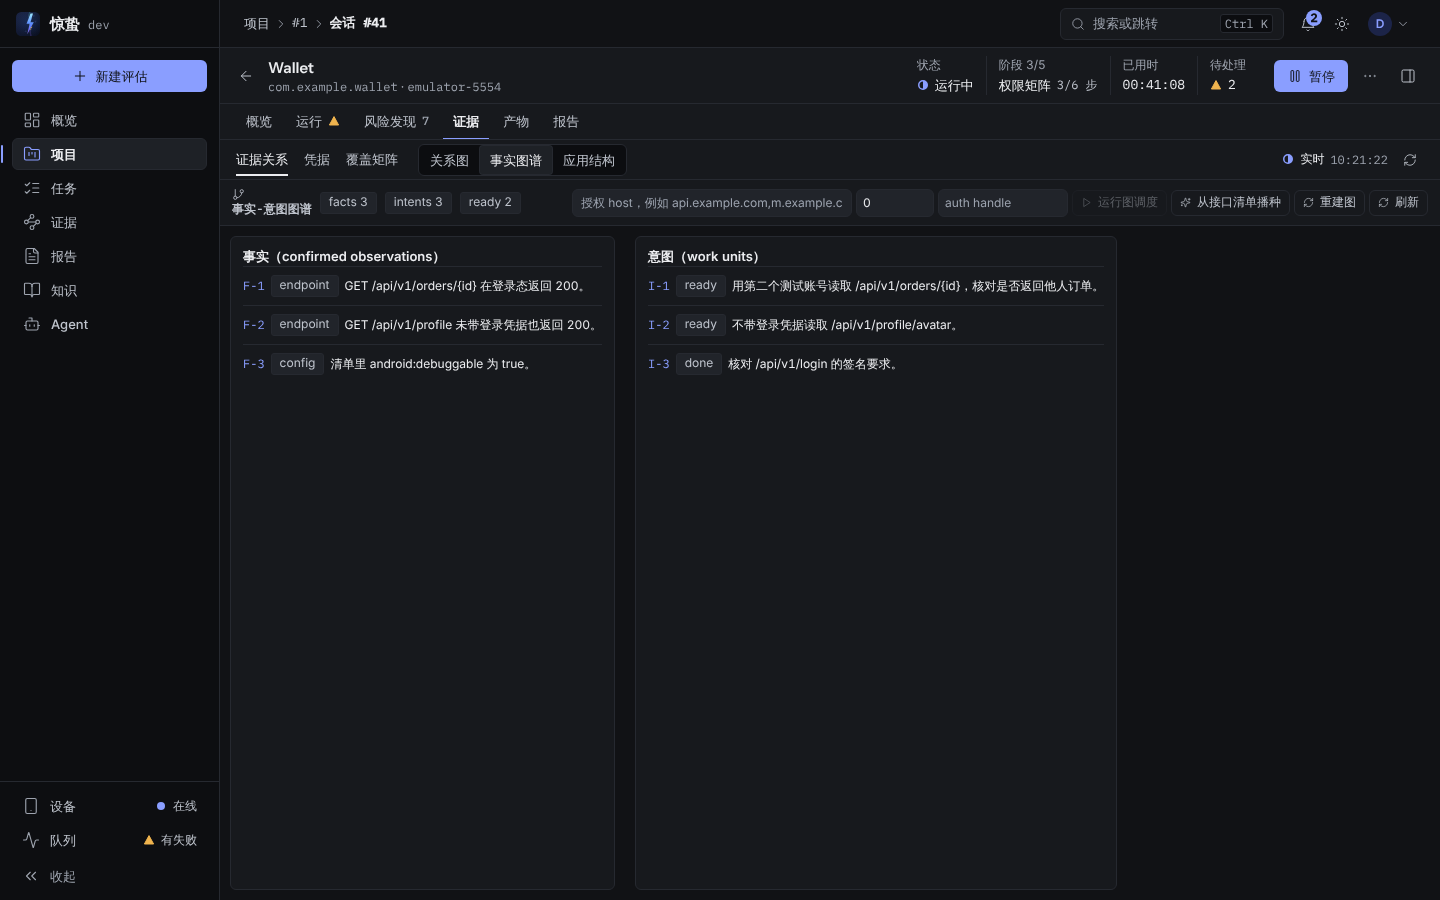 惊蛰 dev
项目 > #1 > 会话 #41
搜索或跳转 Ctrl K
2
D
新建评估
概览
项目
任务
证据
报告
知识
Agent
设备 在线
队列 有失败
收起
Wallet
com.example.wallet · emulator-5554
状态
运行中
阶段 3/5
权限矩阵 3/6 步
已用时
00:41:08
待处理
2
暂停
概览 运行 风险发现 7 证据 产物 报告
证据关系 凭据 覆盖矩阵 关系图 事实图谱 应用结构
实时 10:21:22
事实-意图图谱 facts 3 intents 3 ready 2
授权 host，例如 api.example.com,m.example.c 0 auth handle 运行图调度 从接口清单播种 重建图 刷新
事实（confirmed observations）
F-1 endpoint GET /api/v1/orders/{id} 在登录态返回 200。
F-2 endpoint GET /api/v1/profile 未带登录凭据也返回 200。
F-3 config 清单里 android:debuggable 为 true。
意图（work units）
I-1 ready 用第二个测试账号读取 /api/v1/orders/{id}，核对是否返回他人订单。
I-2 ready 不带登录凭据读取 /api/v1/profile/avatar。
I-3 done 核对 /api/v1/login 的签名要求。